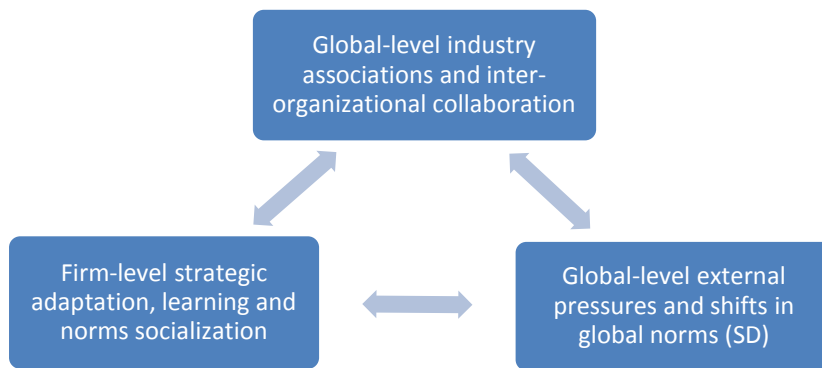 Global-level industry
associations and inter-
organizational collaboration
Firm-level strategic
adaptation, learning and
norms socialization
Global-level external
pressures and shifts in
global norms (SD)